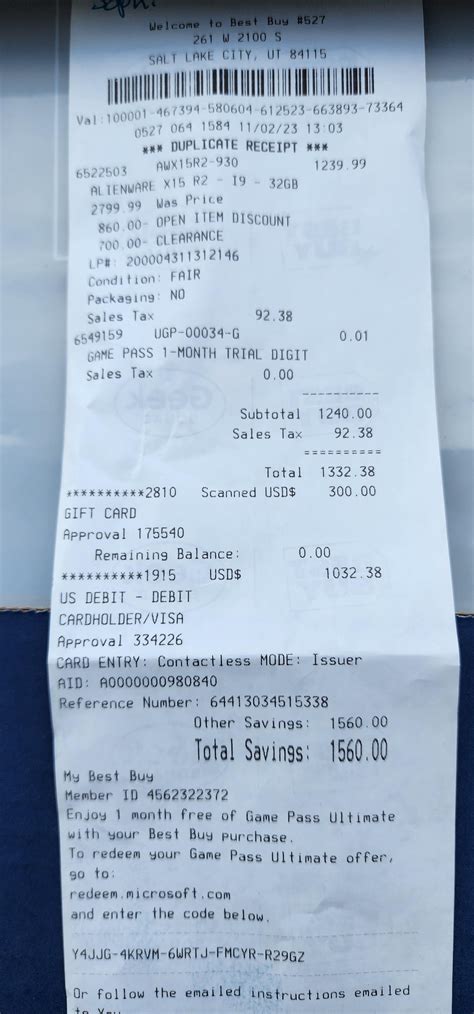 Welcome to Best Buy #527
261 W 2100 S
SALT LAKE CITY, UT 84115
Val:100001-467394-580604-612523-663893-73364
0527 064 1584 11/02/23 13:03
*** DUPLICATE RECEIPT ***
6522503 AWX15R2-930 1239.99
ALIENWARE X15 R2 - I9 - 32GB
2799.99 Was Price
860.00- OPEN ITEM DISCOUNT
700.00- CLEARANCE
LP#: 200004311312146
Condition: FAIR
Packaging: NO
Sales Tax 92.38
6549159 UGP-00034-G 0.01
GAME PASS 1-MONTH TRIAL DIGIT
Sales Tax 0.00
----------
Subtotal 1240.00
Sales Tax 92.38
==========
Total 1332.38
**********2810 Scanned USD$ 300.00
GIFT CARD
Approval 175540
Remaining Balance: 0.00
**********1915 USD$ 1032.38
US DEBIT - DEBIT
CARDHOLDER/VISA
Approval 334226
CARD ENTRY: Contactless MODE: Issuer
AID: A0000000980840
Reference Number: 64413034515338
Other Savings: 1560.00
Total Savings: 1560.00
My Best Buy
Member ID 4562322372
Enjoy 1 month free of Game Pass Ultimate
with your Best Buy purchase.
To redeem your Game Pass Ultimate offer,
go to:
redeem.microsoft.com
and enter the code below.
Y4JJG-4KRVM-6WRTJ-FMCYR-R29GZ
Or follow the emailed instructions emailed
to You